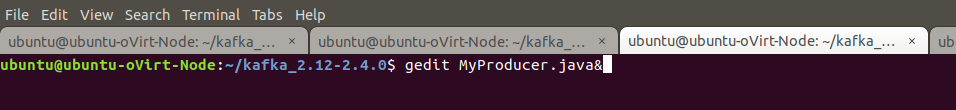 File Edit View Search Terminal Tabs Help
ubuntu@ubuntu-oVirt-Node: ~/kafka_... × ubuntu@ubuntu-oVirt-Node: ~/kafka_... × ubuntu@ubuntu-oVirt-Node: ~/kafka_... × ub
ubuntu@ubuntu-oVirt-Node:~/kafka_2.12-2.4.0$ gedit MyProducer.java&